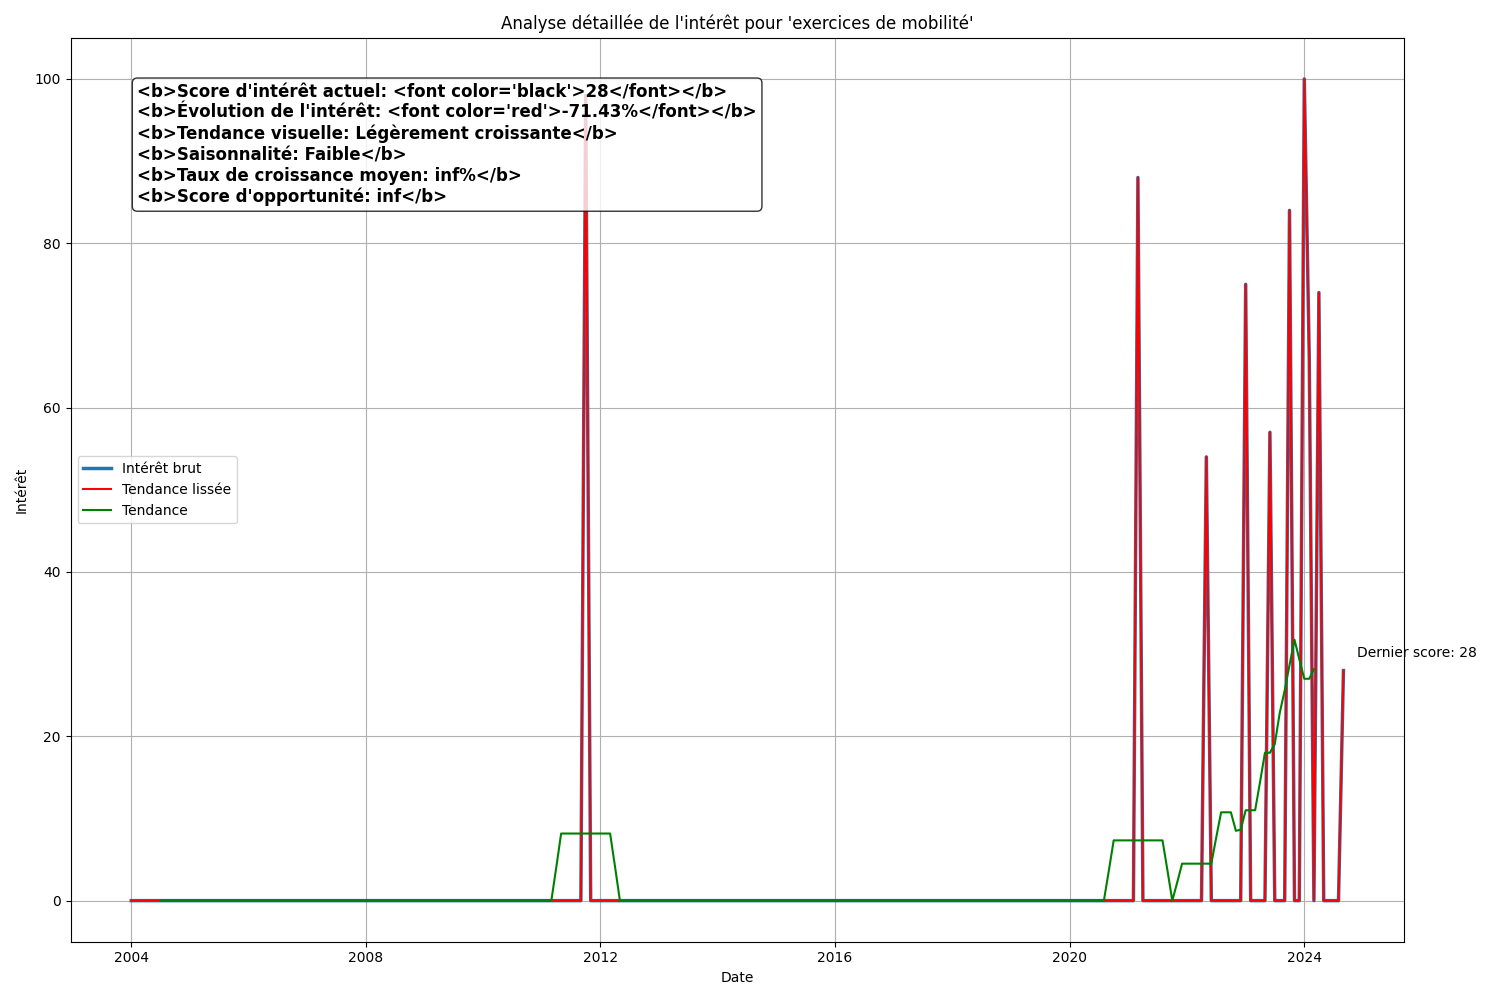 Analyse détaillée de l'intérêt pour 'exercices de mobilité'
<b>Score d'intérêt actuel: <font color='black'>28</font></b>
<b>Évolution de l'intérêt: <font color='red'>-71.43%</font></b>
<b>Tendance visuelle: Légèrement croissante</b>
<b>Saisonnalité: Faible</b>
<b>Taux de croissance moyen: inf%</b>
<b>Score d'opportunité: inf</b>
100
80
60
40
20
0
Intérêt
Intérêt brut
Tendance lissée
Tendance
Dernier score: 28
2004
2008
2012
2016
2020
2024
Date